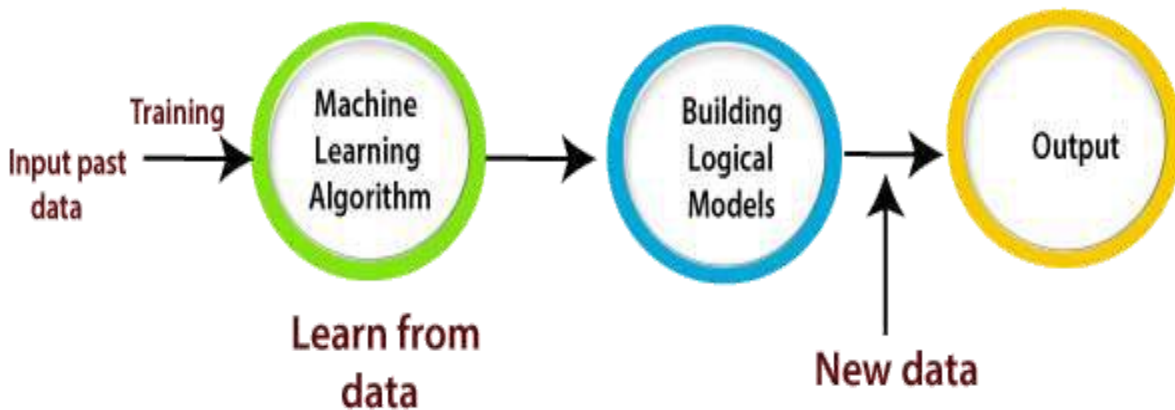 Training
Input past
data
Machine
Learning
Algorithm
Learn from
data
Building
Logical
Models
New data
Output